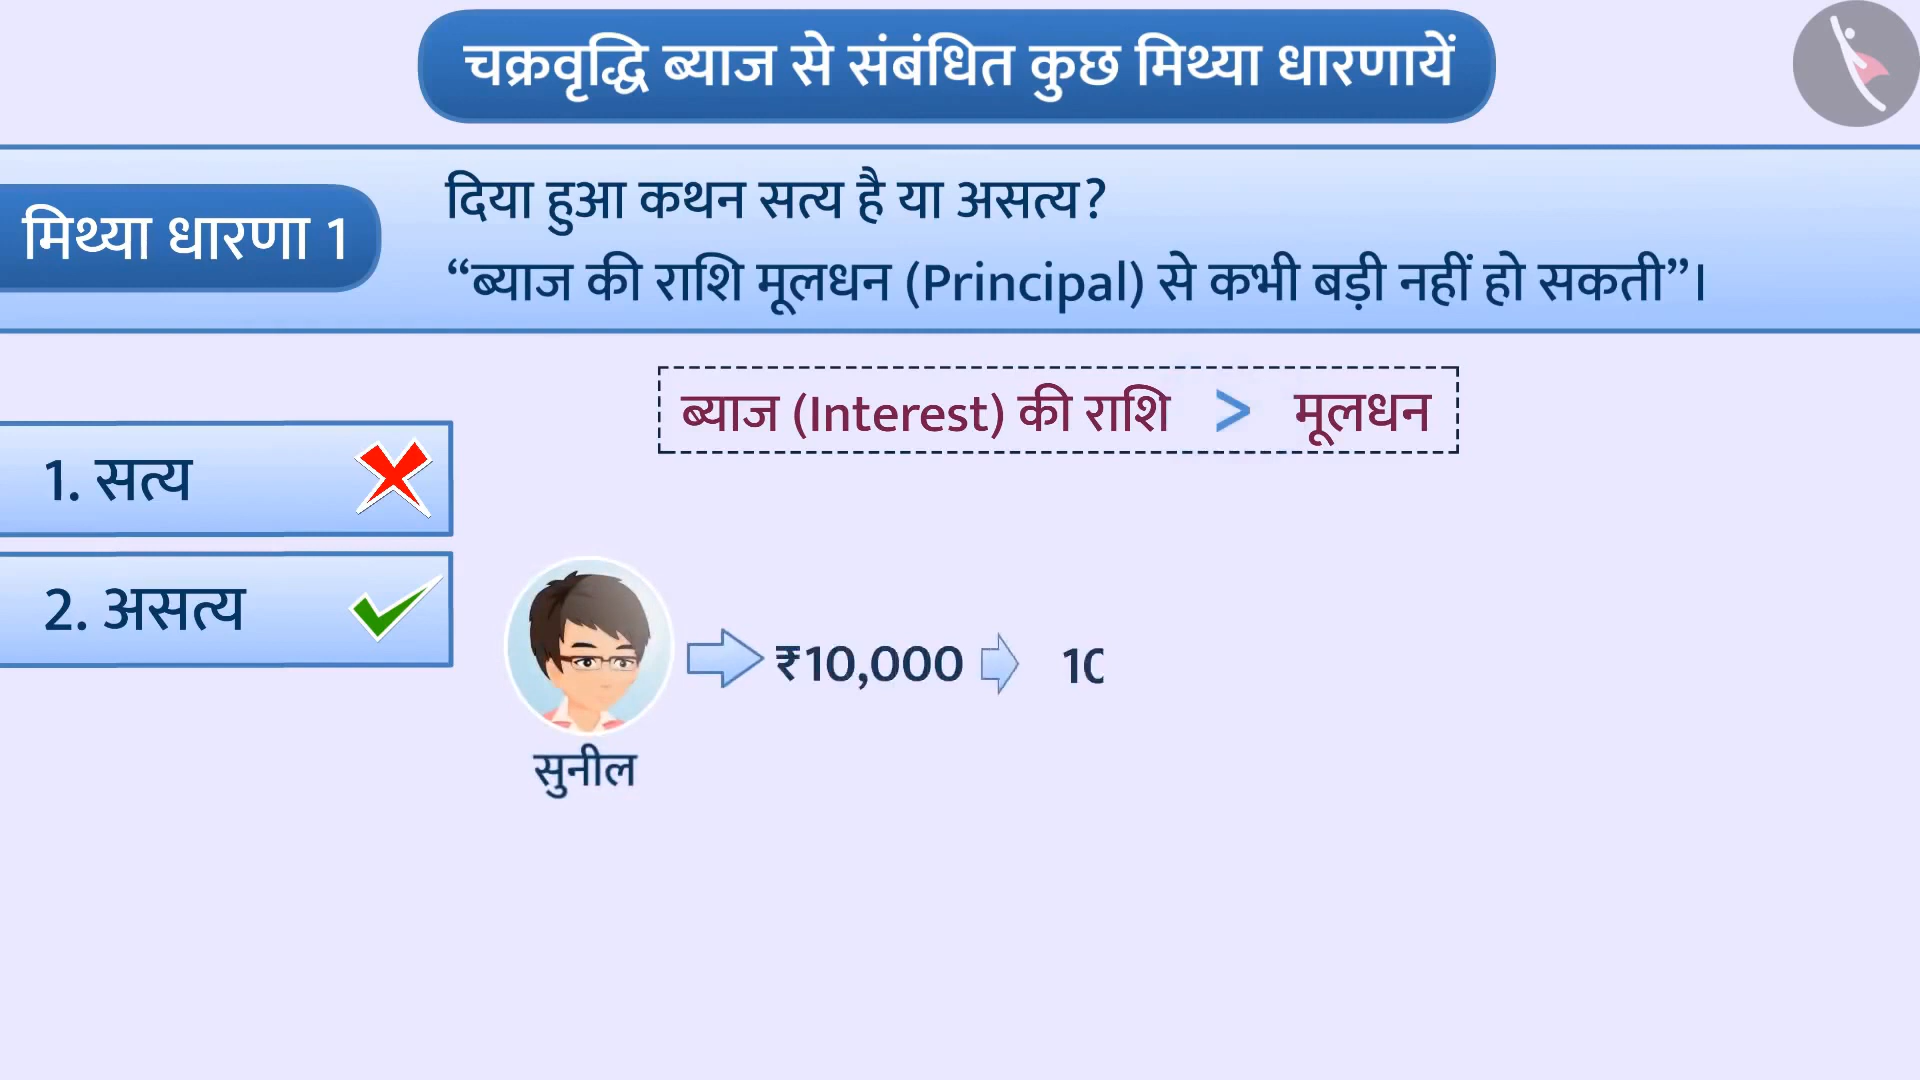 चक्रवृद्धि ब्याज से संबंधित कुछ मिथ्या धारणायें
मिथ्या धारणा 1
दिया हुआ कथन सत्य है या असत्य?
“ब्याज की राशि मूलधन (Principal) से कभी बड़ी नहीं हो सकती”।
ब्याज (Interest) की राशि > मूलधन
1. सत्य
2. असत्य
₹10,000
सुनील